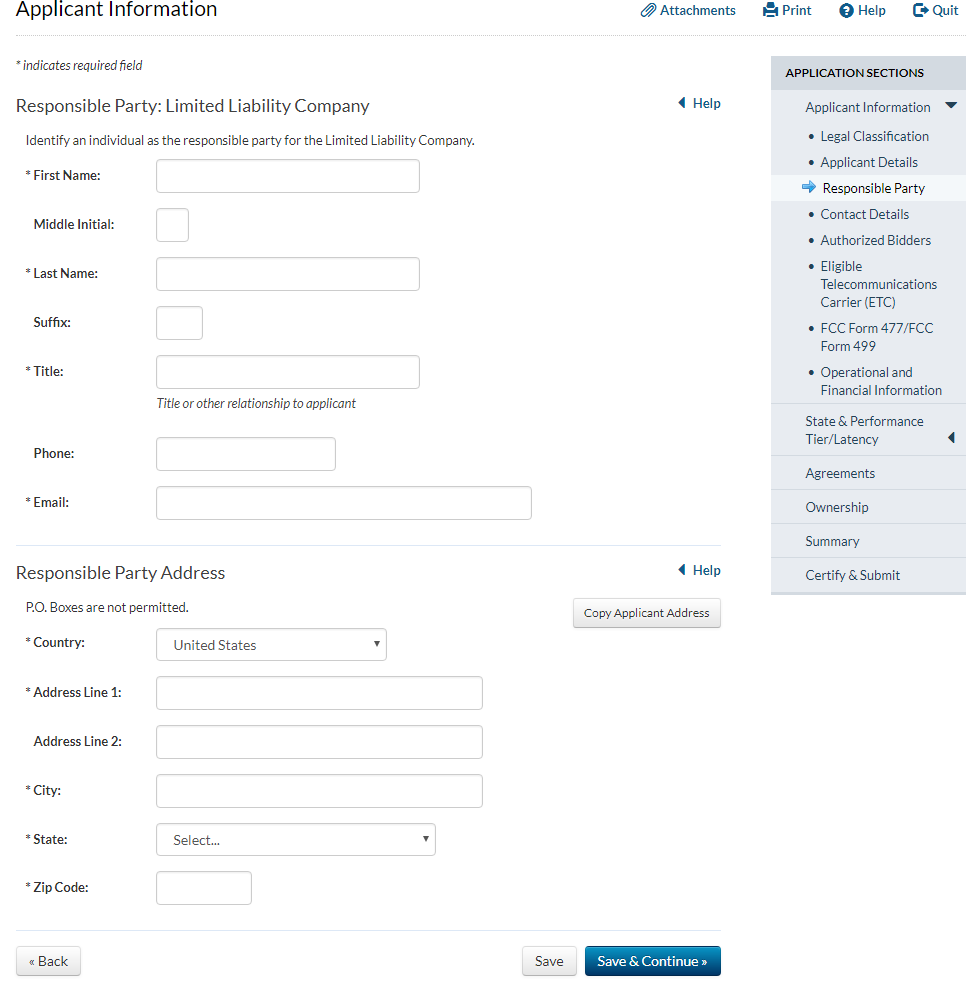 Applicant Information
Attachments
Print
Help
Quit
* indicates required field
Responsible Party: Limited Liability Company
Help
Identify an individual as the responsible party for the Limited Liability Company.
* First Name:
Middle Initial:
* Last Name:
Suffix:
* Title:
Title or other relationship to applicant
Phone:
* Email:
Responsible Party Address
Help
P.O. Boxes are not permitted.
Copy Applicant Address
* Country:
United States
* Address Line 1:
Address Line 2:
* City:
* State:
Select...
* Zip Code:
« Back
Save
Save & Continue »
APPLICATION SECTIONS
Applicant Information
• Legal Classification
• Applicant Details
Responsible Party
• Contact Details
• Authorized Bidders
• Eligible
Telecommunications
Carrier (ETC)
• FCC Form 477/FCC
Form 499
• Operational and
Financial Information
State & Performance
Tier/Latency
Agreements
Ownership
Summary
Certify & Submit